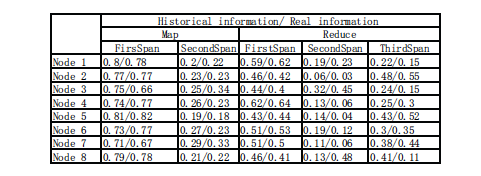 Historical information/ Real information
Map Reduce
FirsSpan SecondSpan FirstSpan SecondSpan ThirdSpan
Node 1 0.8/0.78 0.2/0.22 0.59/0.62 0.19/0.23 0.22/0.15
Node 2 0.77/0.77 0.23/0.23 0.46/0.42 0.06/0.03 0.48/0.55
Node 3 0.75/0.66 0.25/0.34 0.44/0.4 0.32/0.45 0.24/0.15
Node 4 0.74/0.77 0.26/0.23 0.62/0.64 0.13/0.06 0.25/0.3
Node 5 0.81/0.82 0.19/0.18 0.43/0.44 0.14/0.04 0.43/0.52
Node 6 0.73/0.77 0.27/0.23 0.51/0.53 0.19/0.12 0.3/0.35
Node 7 0.71/0.67 0.29/0.33 0.51/0.5 0.11/0.06 0.38/0.44
Node 8 0.79/0.78 0.21/0.22 0.46/0.41 0.13/0.48 0.41/0.11